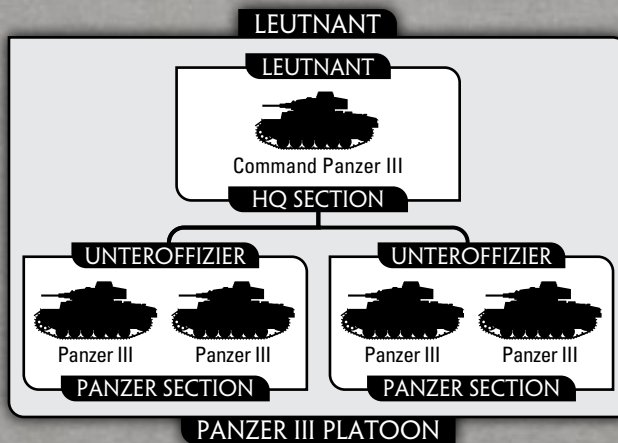 LEUTNANT
LEUTNANT
Command Panzer III
HQ SECTION
UNTEROFFIZIER
Panzer III Panzer III
PANZER SECTION
UNTEROFFIZIER
Panzer III Panzer III
PANZER SECTION
PANZER III PLATOON